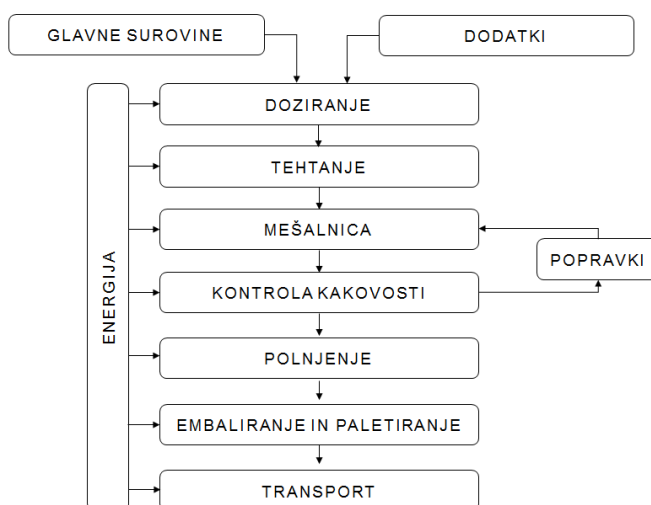 GLAVNE SUROVINE
DODATKI
DOZIRANJE
TEHTANJE
MEŠALNICA
POPRAVKI
KONTROLA KAKOVOSTI
ENERGIJA
POLNJENJE
EMBALIRANJE IN PALETIRANJE
TRANSPORT